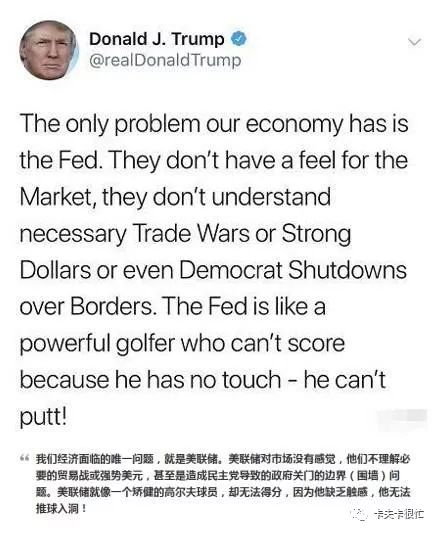 Donald J. Trump
@realDonaldTrump
The only problem our economy has is
the Fed. They don’t have a feel for the
Market, they don’t understand
necessary Trade Wars or Strong
Dollars or even Democrat Shutdowns
over Borders. The Fed is like a
powerful golfer who can’t score
because he has no touch - he can’t
putt!
“ 我们经济面临的唯一问题，就是美联储。美联储对市场没有感觉，他们不理解必
要的贸易战或强势美元，甚至是造成民主党导致的政府关门的边界（围墙）问
题。美联储就像一个矫健的高尔夫球员，却无法得分，因为他缺乏触感，他无法
推球入洞！
卡夫卡很忙